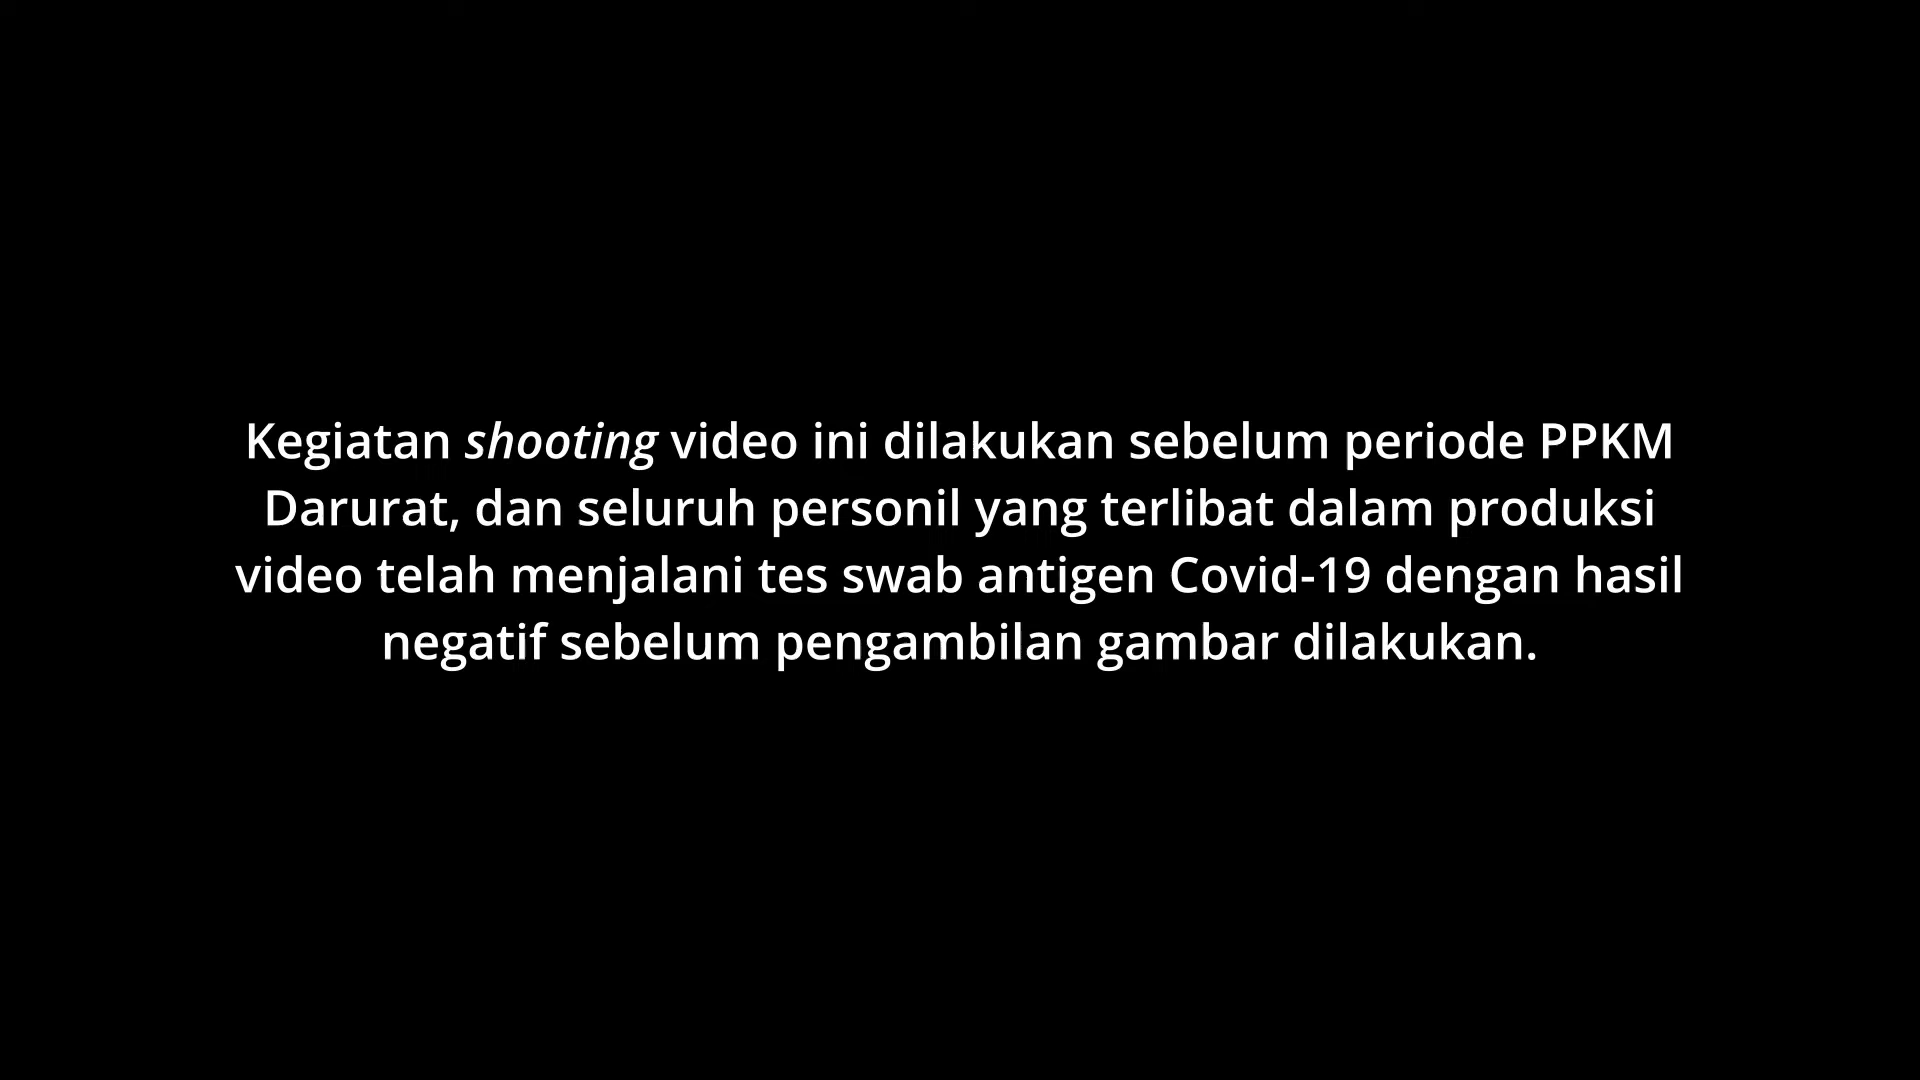 Kegiatan shooting video ini dilakukan sebelum periode PPKM
Darurat, dan seluruh personil yang terlibat dalam produksi
video telah menjalani tes swab antigen Covid-19 dengan hasil
negatif sebelum pengambilan gambar dilakukan.